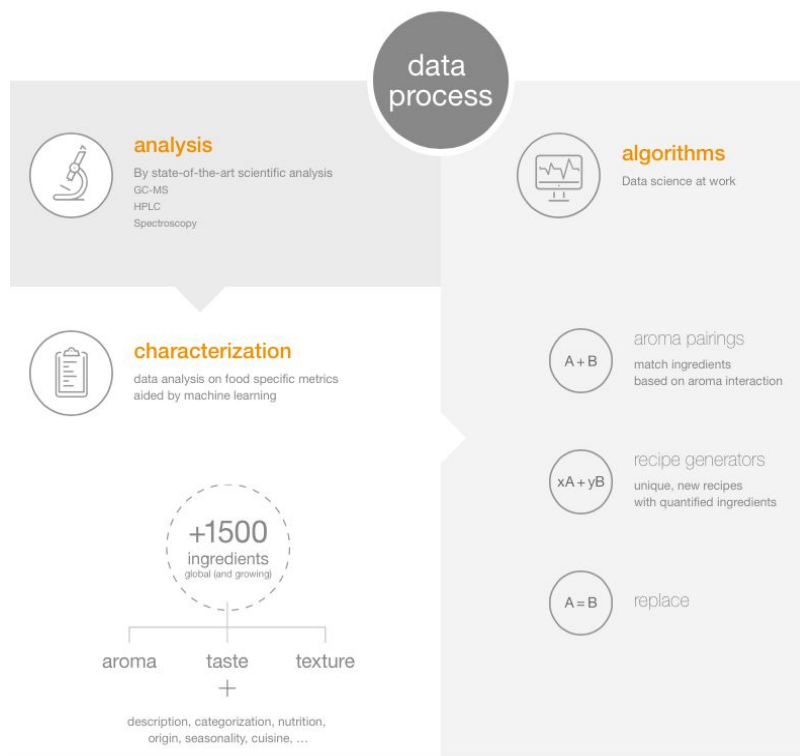 data
process
analysis
By state-of-the-art scientific analysis
GC-MS
HPLC
Spectroscopy
characterization
data analysis on food specific metrics
aided by machine learning
+1500
ingredients
global (and growing)
aroma taste texture
+
description, categorization, nutrition,
origin, seasonality, cuisine, ...
algorithms
Data science at work
A+B
aroma pairings
match ingredients
based on aroma interaction
xA+yB
recipe generators
unique, new recipes
with quantified ingredients
A=B
replace